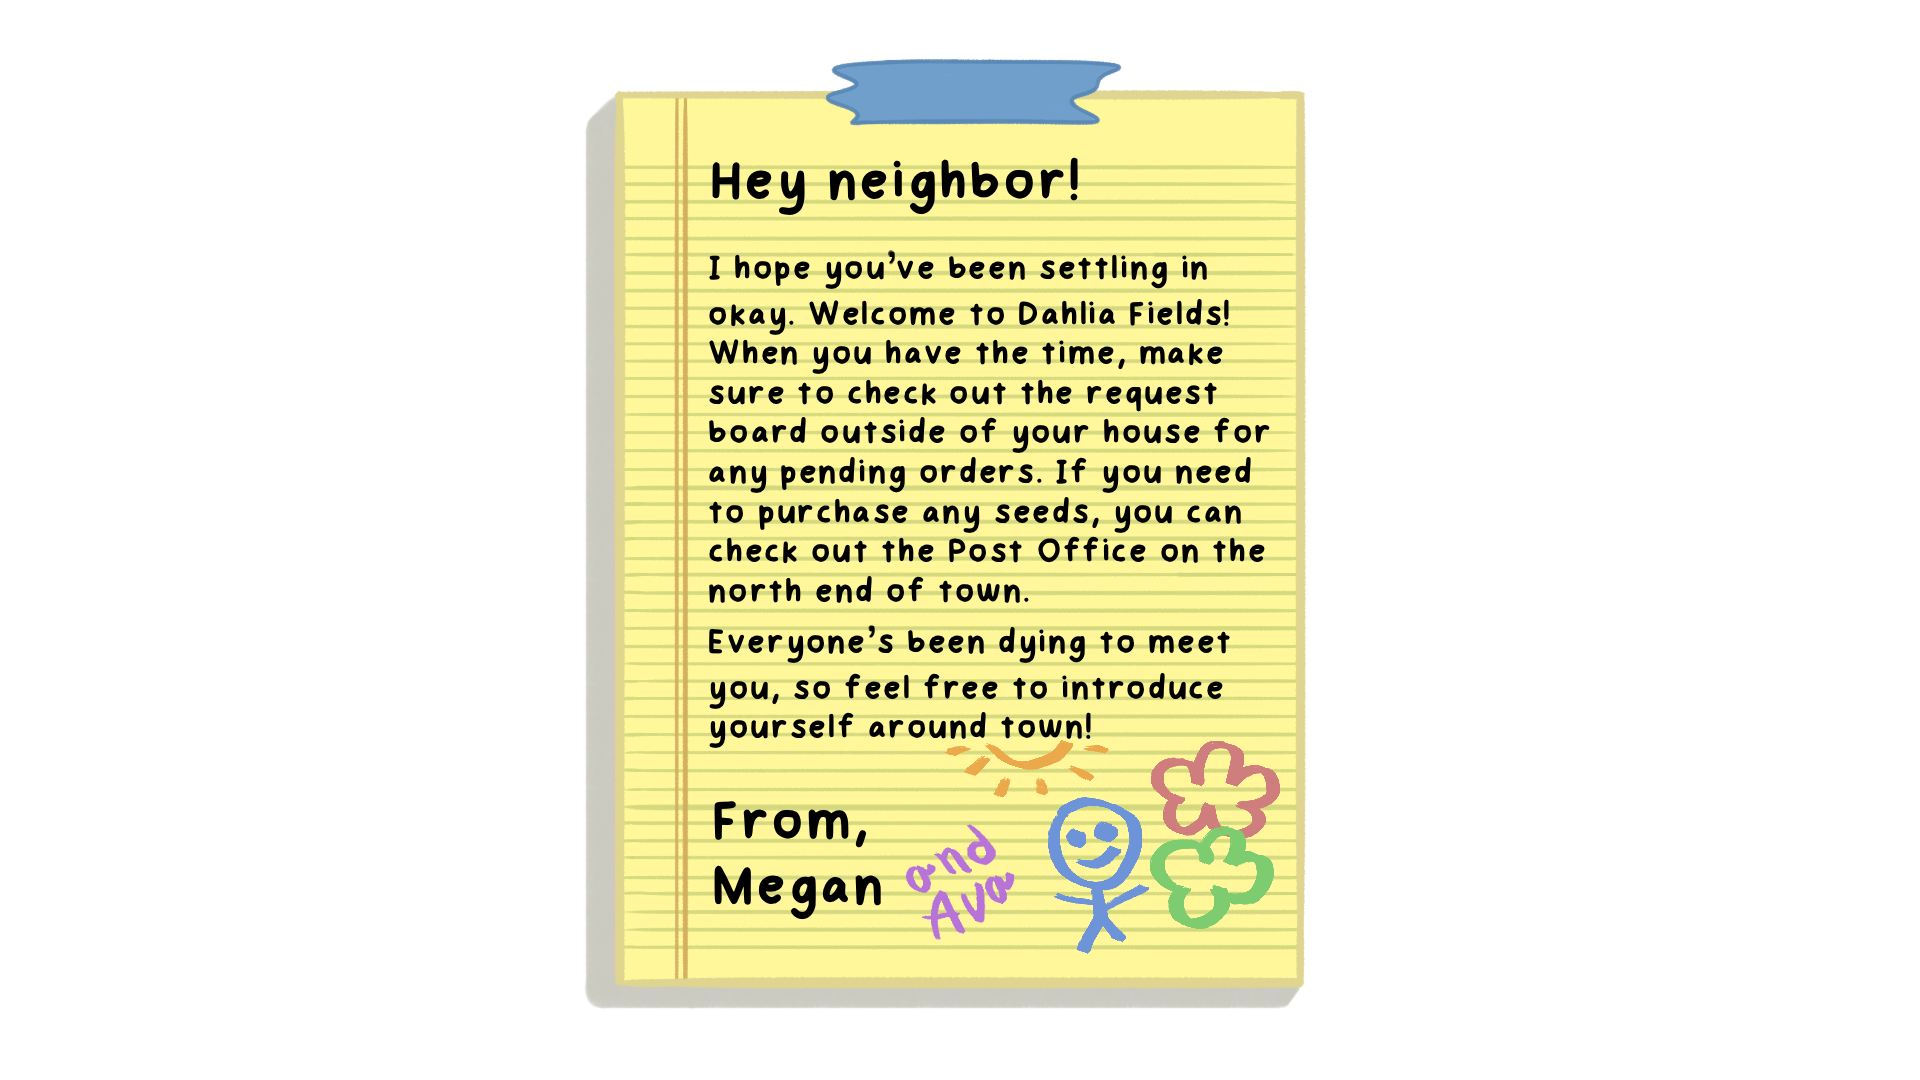 Hey neighbor!
I hope you've been settling in
okay. Welcome to Dahlia Fields!
When you have the time, make
sure to check out the request
board outside of your house for
any pending orders. If you need
to purchase any seeds, you can
check out the Post Office on the
north end of town.
Everyone's been dying to meet
you, so feel free to introduce
yourself around town!
From,
Megan
and
Ava